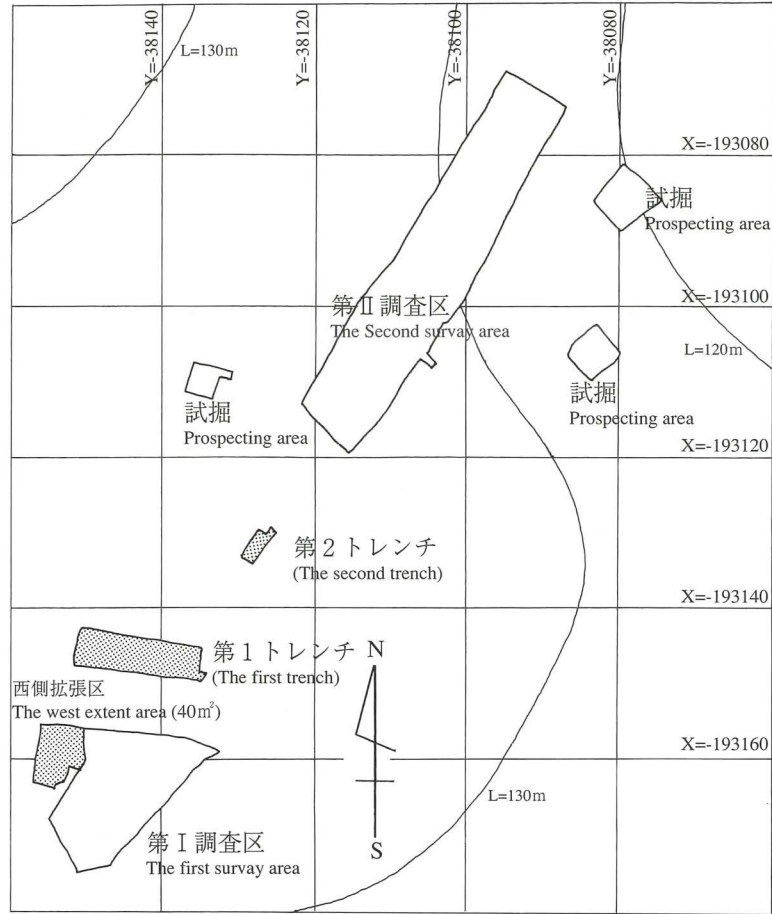 Y=-38140
Y=-38120
Y=-38100
Y=-38080
L=130m
X=-193080
試掘
Prospecting area
X=-193100
第Ⅱ調査区
The Second survay area
L=120m
試掘
Prospecting area
試掘
Prospecting area
X=-193120
第2トレンチ
(The second trench)
X=-193140
第1トレンチ
(The first trench)
N
西側拡張区
The west extent area (40㎡)
X=-193160
L=130m
第Ⅰ調査区
The first survay area
S